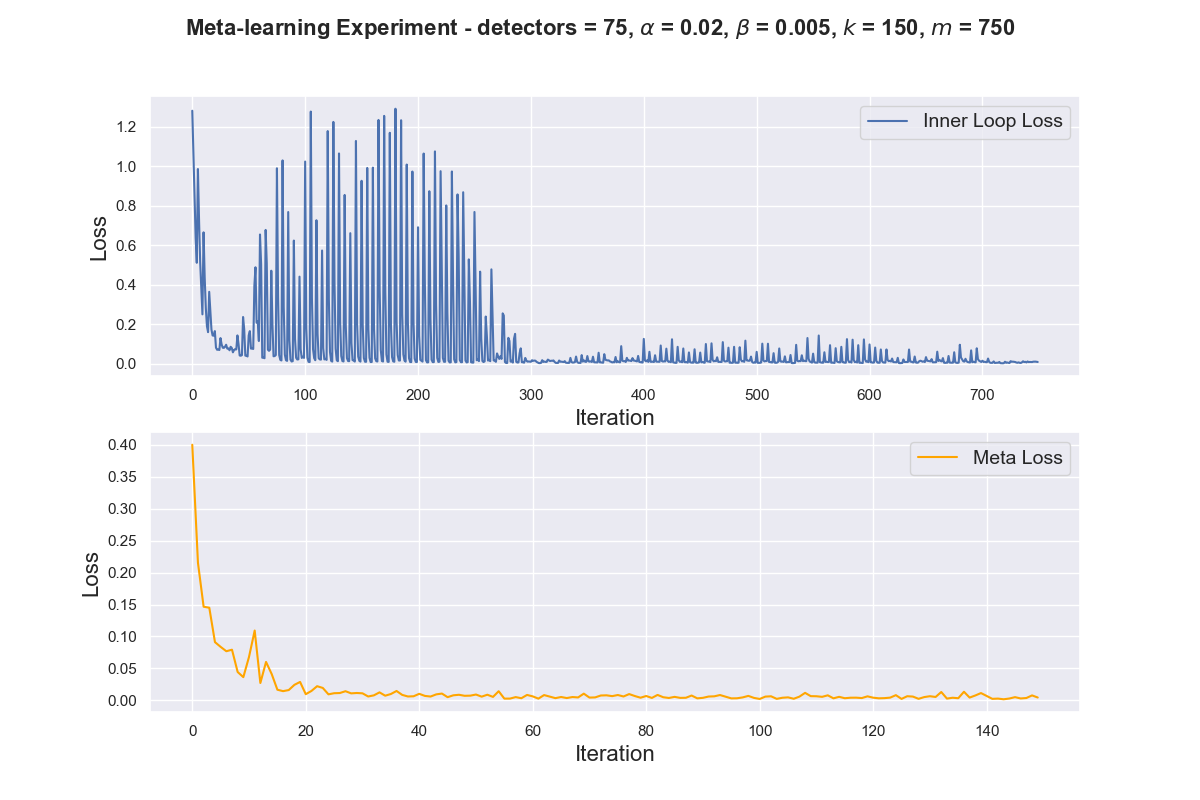 Meta-learning Experiment - detectors = 75, α = 0.02, β = 0.005, k = 150, m = 750
Inner Loop Loss
Loss
1.2
1.0
0.8
0.6
0.4
0.2
0.0
0 100 200 300 400 500 600 700
Iteration
Meta Loss
Loss
0.40
0.35
0.30
0.25
0.20
0.15
0.10
0.05
0.00
0 20 40 60 80 100 120 140
Iteration